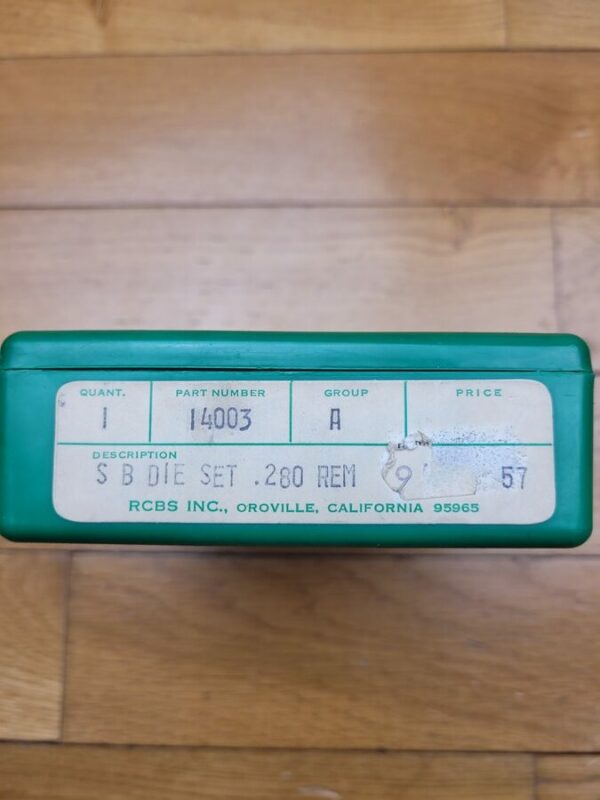 QUANT. PART NUMBER GROUP PRICE
1 14003 A
DESCRIPTION
S B DIE SET .280 REM 9 57
RCBS INC., OROVILLE, CALIFORNIA 95965